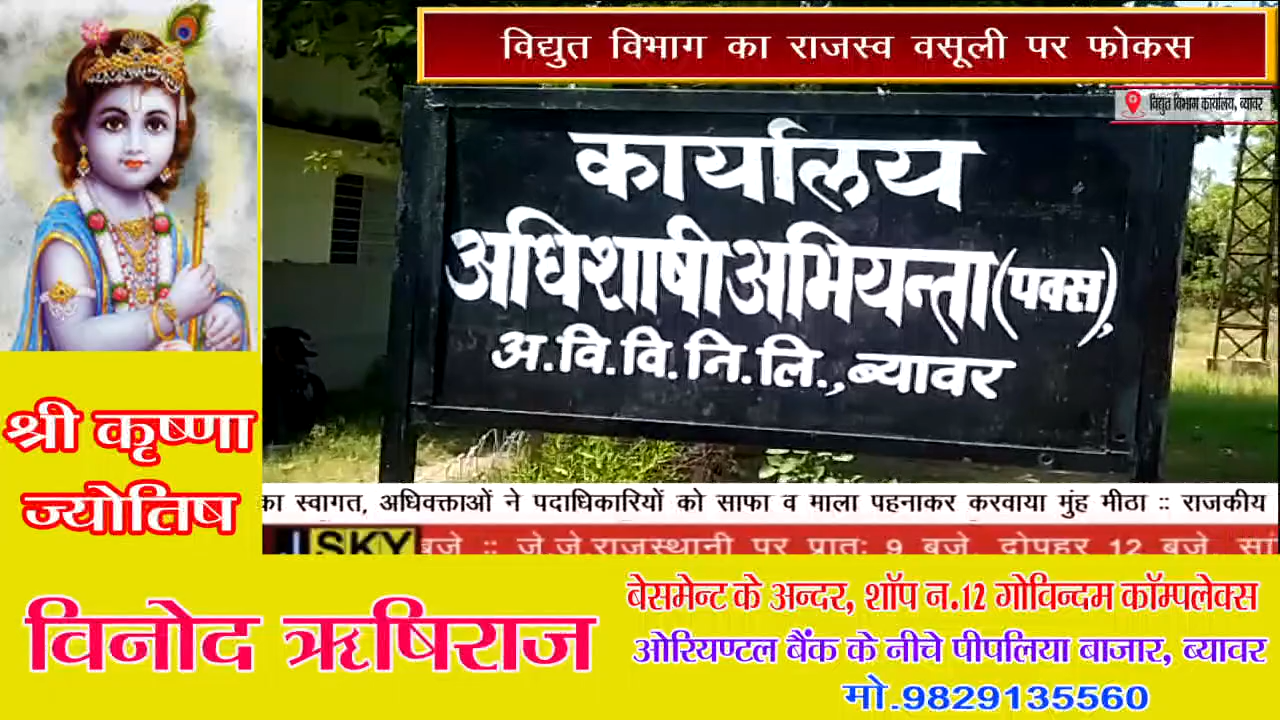 विद्युत विभाग का राजस्व वसूली पर फोकस
विद्युत विभाग कार्यालय, ब्यावर
कार्यालय
अधिशाषी अभियन्ता (पवस),
अ.वि.वि.नि.लि., ब्यावर
का स्वागत, अधिवक्ताओं ने पदाधिकारियों को साफा व माला पहनाकर करवाया मुंह मीठा :: राजकीय
SKY बजे :: जे.जे.राजस्थानी पर प्रातः 9 बजे, दोपहर 12 बजे,
श्री कृष्णा
ज्योतिष
विनोद ऋषिराज
बेसमेन्ट के अन्दर, शॉप न.12 गोविन्दम कॉम्पलेक्स
ओरियण्टल बैंक के नीचे पीपलिया बाजार, ब्यावर
मो.9829135560